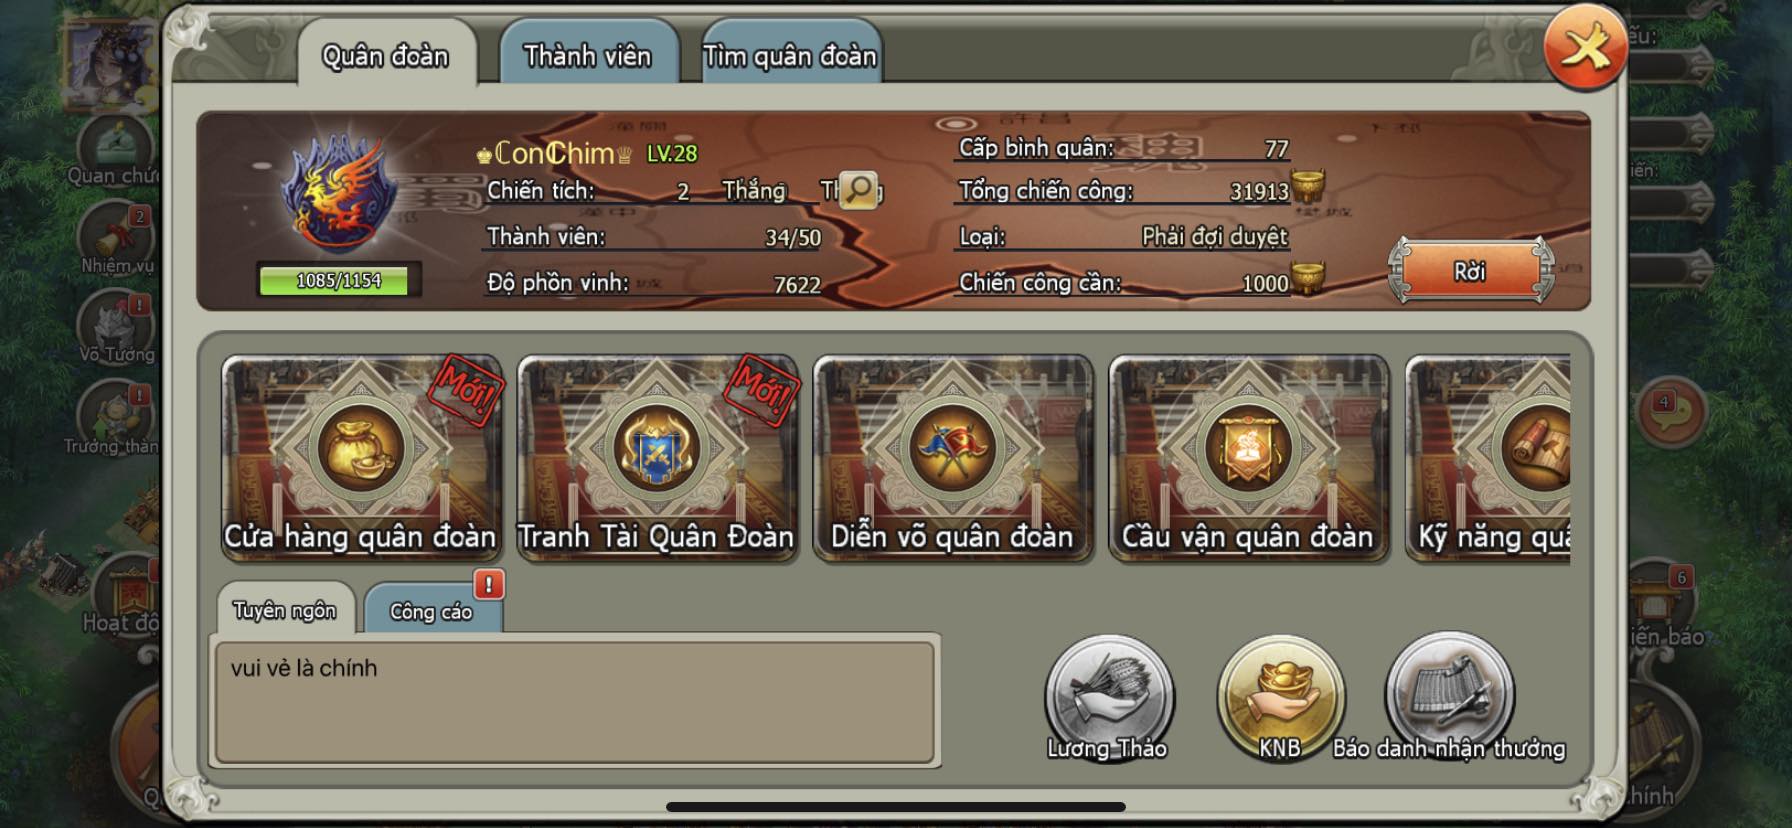 Quân đoàn
Thành viên
Tìm quân đoàn
♚ℂonℂhim♕ LV.28
Chiến tích: 2 Thắng
Thành viên: 34/50
Độ phồn vinh: 7622
1085/1154
Cấp bình quân: 77
Tổng chiến công: 31913
Loại: Phải đợi duyệt
Chiến công cần: 1000
Rời
Mới!
Mới!
Cửa hàng quân đoàn
Tranh Tài Quân Đoàn
Diễn võ quân đoàn
Cầu vận quân đoàn
Kỹ năng
Tuyên ngôn
Công cáo
!
vui vẻ là chính
Lương Thảo
KNB
Báo danh nhận thưởng
Quan
2
Nhiệm vụ
!
Võ Tướng
!
Trưởng
Hoạt
4
6
báo